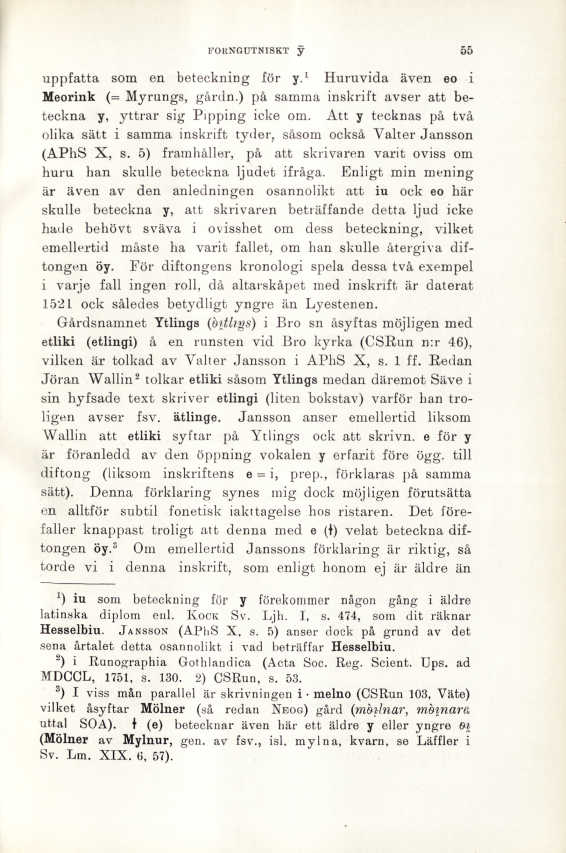 FORNGUTNISKT ȳ 55
uppfatta som en beteckning för y.¹ Huruvida även eo i
Meorink (= Myrungs, gårdn.) på samma inskrift avser att be-
teckna y, yttrar sig Pipping icke om. Att y tecknas på två
olika sätt i samma inskrift tyder, såsom också Valter Jansson
(APhS X, s. 5) framhåller, på att skrivaren varit oviss om
huru han skulle beteckna ljudet ifråga. Enligt min mening
är även av den anledningen osannolikt att iu ock eo här
skulle beteckna y, att skrivaren beträffande detta ljud icke
hade behövt sväva i ovisshet om dess beteckning, vilket
emellertid måste ha varit fallet, om han skulle återgiva dif-
tongen öy. För diftongens kronologi spela dessa två exempel
i varje fall ingen roll, då altarskåpet med inskrift är daterat
1521 ock således betydligt yngre än Lyestenen.
Gårdsnamnet Ytlings i Bro sn åsyftas möjligen med
etliki (etlingi) å en runsten vid Bro kyrka (CSRun n:r 46),
vilken är tolkad av Valter Jansson i APhS X, s. 1 ff. Redan
Jöran Wallin² tolkar etliki såsom Ytlings medan däremot Säve i
sin hyfsade text skriver etlingi (liten bokstav) varför han tro-
ligen avser fsv. ätlinge. Jansson anser emellertid liksom
Wallin att etliki syftar på Ytlings ock att skrivn. e för y
är föranledd av den öppning vokalen y erfarit före ögg. till
diftong (liksom inskriftens e = i, prep., förklaras på samma
sätt). Denna förklaring synes mig dock möjligen förutsätta
en alltför subtil fonetisk iakttagelse hos ristaren. Det före-
faller knappast troligt att denna med e (ᚽ) velat beteckna dif-
tongen öy.³ Om emellertid Janssons förklaring är riktig, så
torde vi i denna inskrift, som enligt honom ej är äldre än
¹) iu som beteckning för y förekommer någon gång i äldre
latinska diplom enl. KOCK Sv. Ljh. I, s. 474, som dit räknar
Hesselbiu. JANSSON (APhS X, s. 5) anser dock på grund av det
sena årtalet detta osannolikt i vad beträffar Hesselbiu.
²) i Runographia Gothlandica (Acta Soc. Reg. Scient. Ups. ad
MDCCL, 1751, s. 130. 2) CSRun, s. 53.
³) I viss mån parallel är skrivningen i · melno (CSRun 103, Väte)
vilket åsyftar Mölner (så redan NEOG) gård
uttal SOA). ᚽ (e) betecknar även här ett äldre y eller yngre
(Mölner av Mylnur, gen. av fsv., isl. mylna, kvarn, se Läffler i
Sv. Lm. XIX. 6, 57).